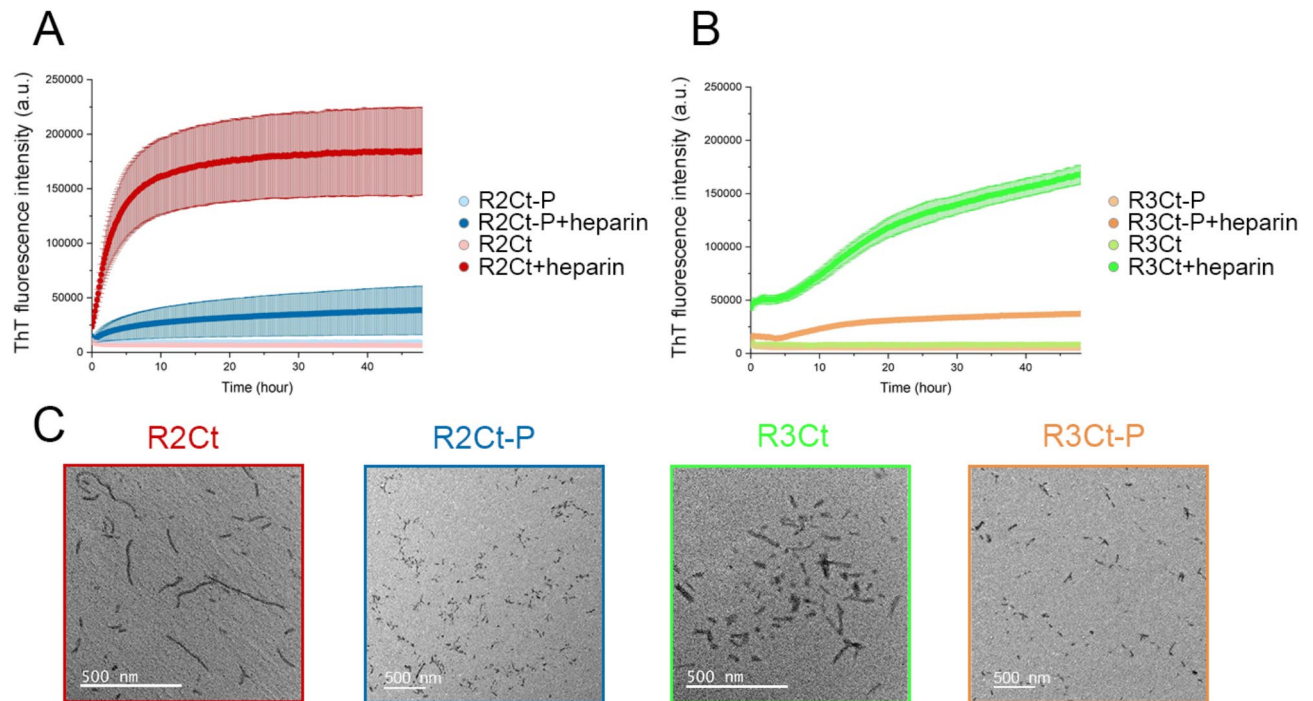 A
ThT fluorescence intensity (a.u.)
250000
200000
150000
100000
50000
0
0
10
20
30
40
Time (hour)
R2Ct-P
R2Ct-P+heparin
R2Ct
R2Ct+heparin
B
ThT fluorescence intensity (a.u.)
250000
200000
150000
100000
50000
0
0
10
20
30
40
Time (hour)
R3Ct-P
R3Ct-P+heparin
R3Ct
R3Ct+heparin
C
R2Ct
R2Ct-P
R3Ct
R3Ct-P
500 nm
500 nm
500 nm
500 nm